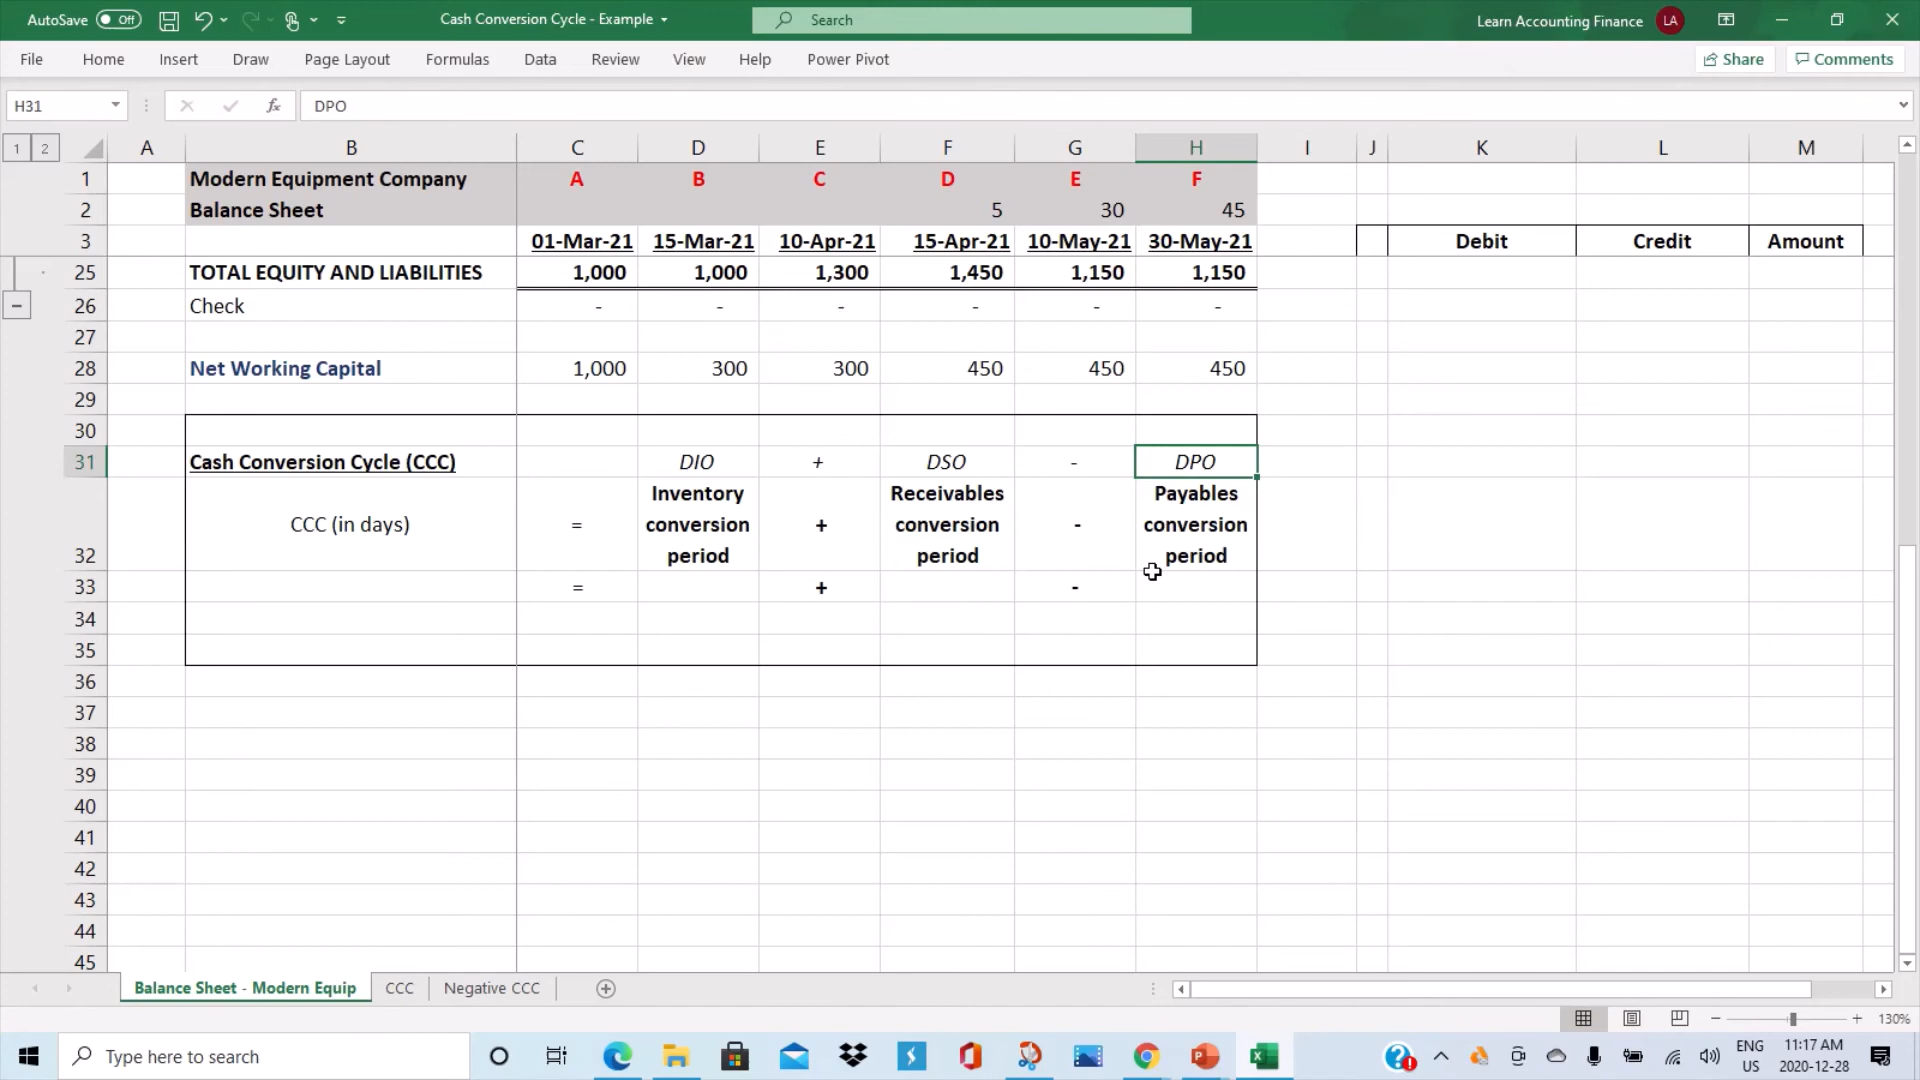 AutoSave Off
Cash Conversion Cycle - Example
Search
Learn Accounting Finance LA
File Home Insert Draw Page Layout Formulas Data Review View Help Power Pivot Share Comments
H31 fx DPO
1 2 A B C D E F G H I J K L M
1 Modern Equipment Company A B C D E F
2 Balance Sheet 5 30 45
3 01-Mar-21 15-Mar-21 10-Apr-21 15-Apr-21 10-May-21 30-May-21 Debit Credit Amount
25 TOTAL EQUITY AND LIABILITIES 1,000 1,000 1,300 1,450 1,150 1,150
26 Check - - - - - -
27
28 Net Working Capital 1,000 300 300 450 450 450
29
30
31 Cash Conversion Cycle (CCC) DIO + DSO - DPO
Inventory Receivables Payables
CCC (in days) = conversion + conversion - conversion
32 period period period
33 = + -
34
35
36
37
38
39
40
41
42
43
44
45
Balance Sheet - Modern Equip CCC Negative CCC
130%
Type here to search
ENG 11:17 AM
US 2020-12-28